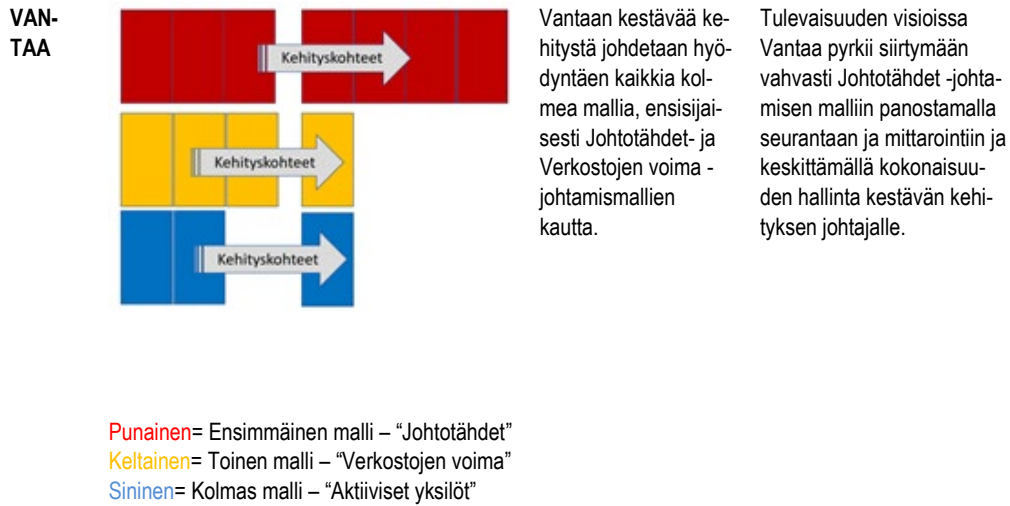 VAN-
TAA
Kehityskohteet
Kehityskohteet
Kehityskohteet
Vantaan kestävää ke-
hitystä johdetaan hyö-
dyntäen kaikkia kol-
mea mallia, ensisijai-
sesti Johtotähdet- ja
Verkostojen voima -
johtamismallien
kautta.
Tulevaisuuden visioissa
Vantaa pyrkii siirtymään
vahvasti Johtotähdet -johta-
misen malliin panostamalla
seurantaan ja mittarointiin ja
keskittämällä kokonaisuu-
den hallinta kestävän kehi-
tyksen johtajalle.
Punainen= Ensimmäinen malli – “Johtotähdet”
Keltainen= Toinen malli – “Verkostojen voima”
Sininen= Kolmas malli – “Aktiiviset yksilöt”